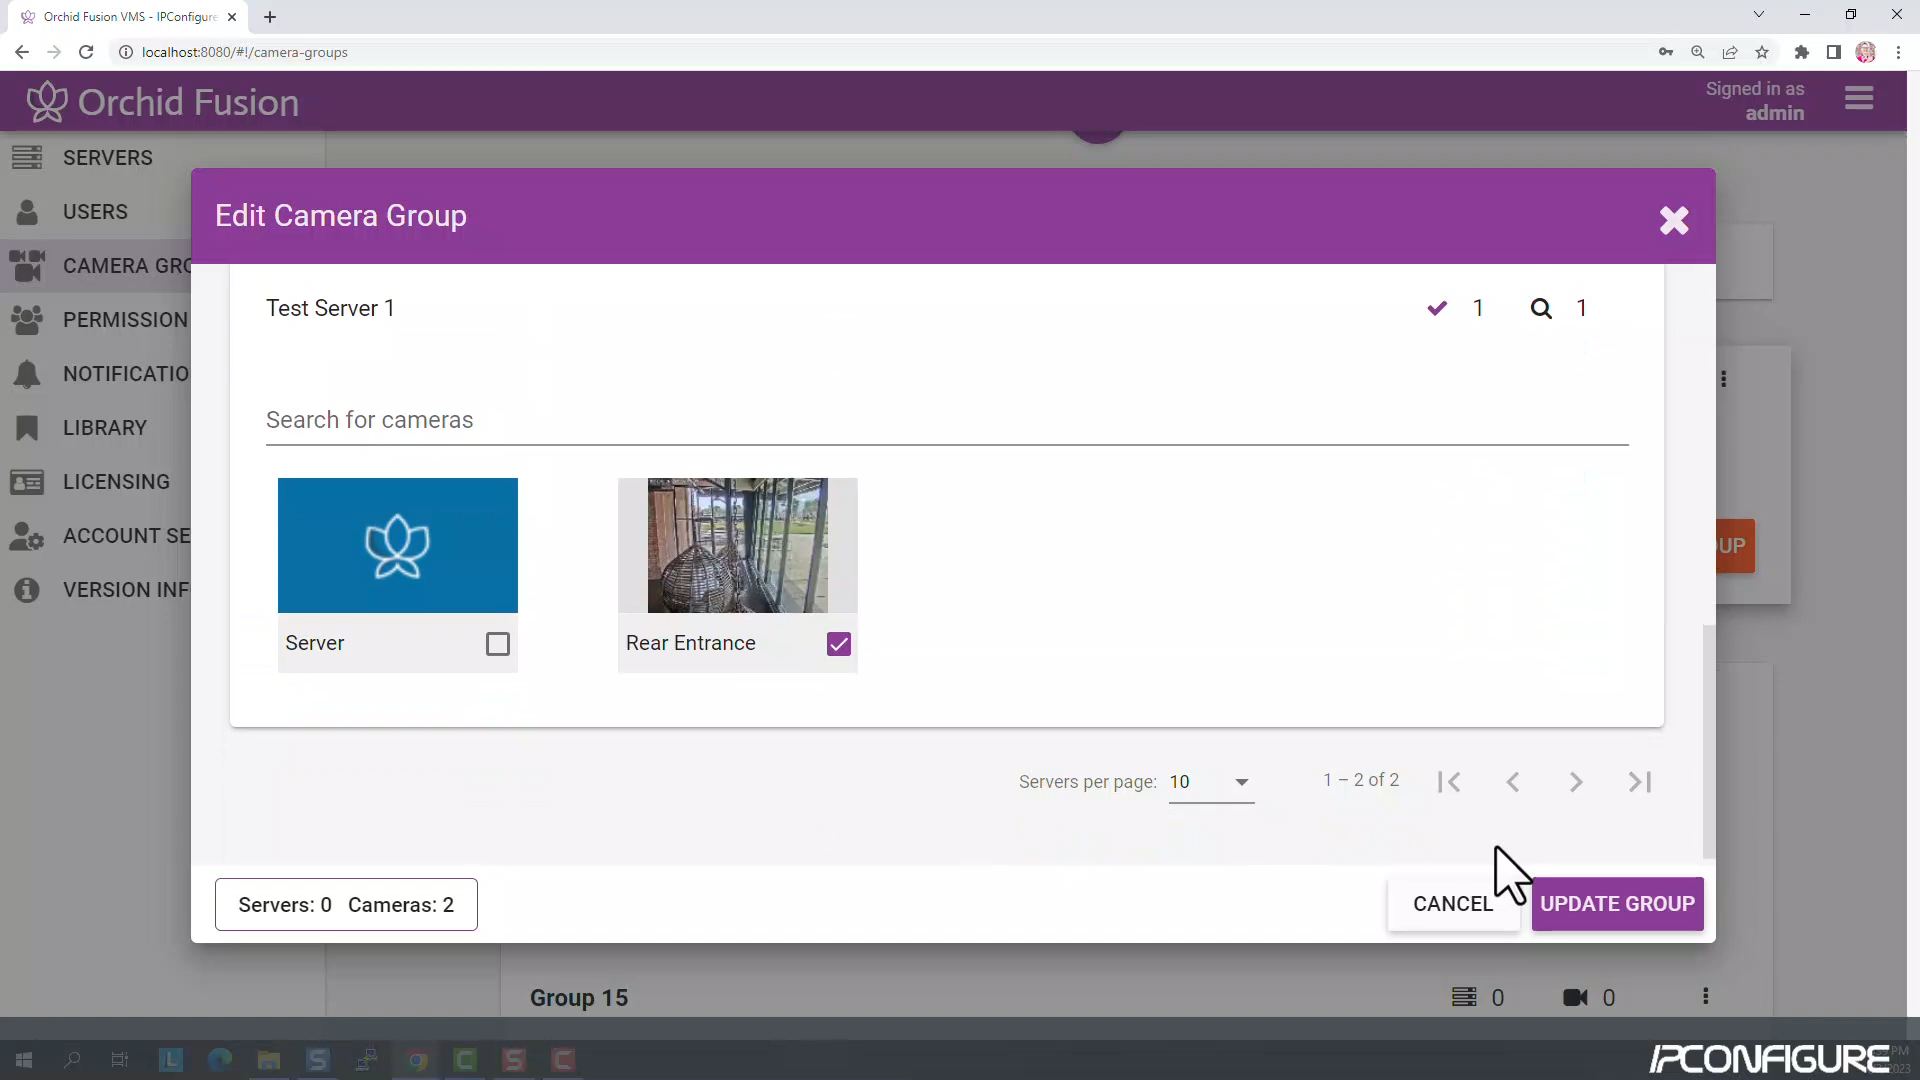 Orchid Fusion VMS - IPConfigure
localhost:8080/#!/camera-groups
Orchid Fusion
Signed in as
admin
SERVERS
USERS
CAMERA GRO
PERMISSION
NOTIFICATIO
LIBRARY
LICENSING
ACCOUNT SE
VERSION INF
Edit Camera Group
Test Server 1
1
1
Search for cameras
Server
Rear Entrance
Servers per page: 10
1 – 2 of 2
Servers: 0 Cameras: 2
CANCEL
UPDATE GROUP
UP
Group 15
0
0
IPCONFIGURE